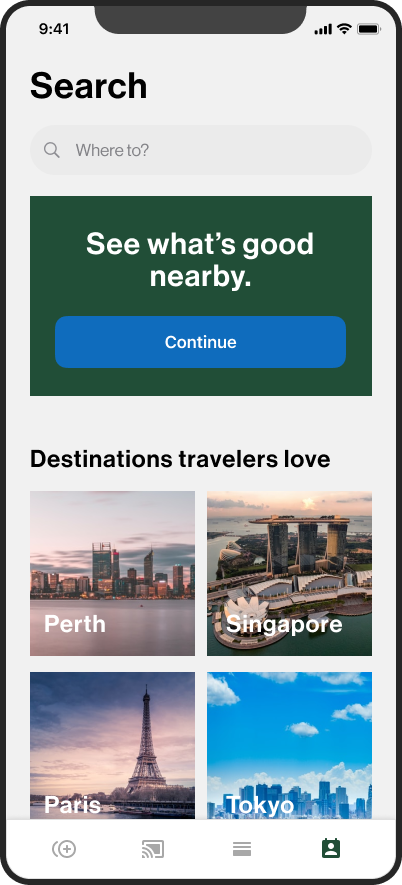 9:41
Search
Where to?
See what’s good
nearby.
Continue
Destinations travelers love
Perth
Singapore
Paris
Tokyo